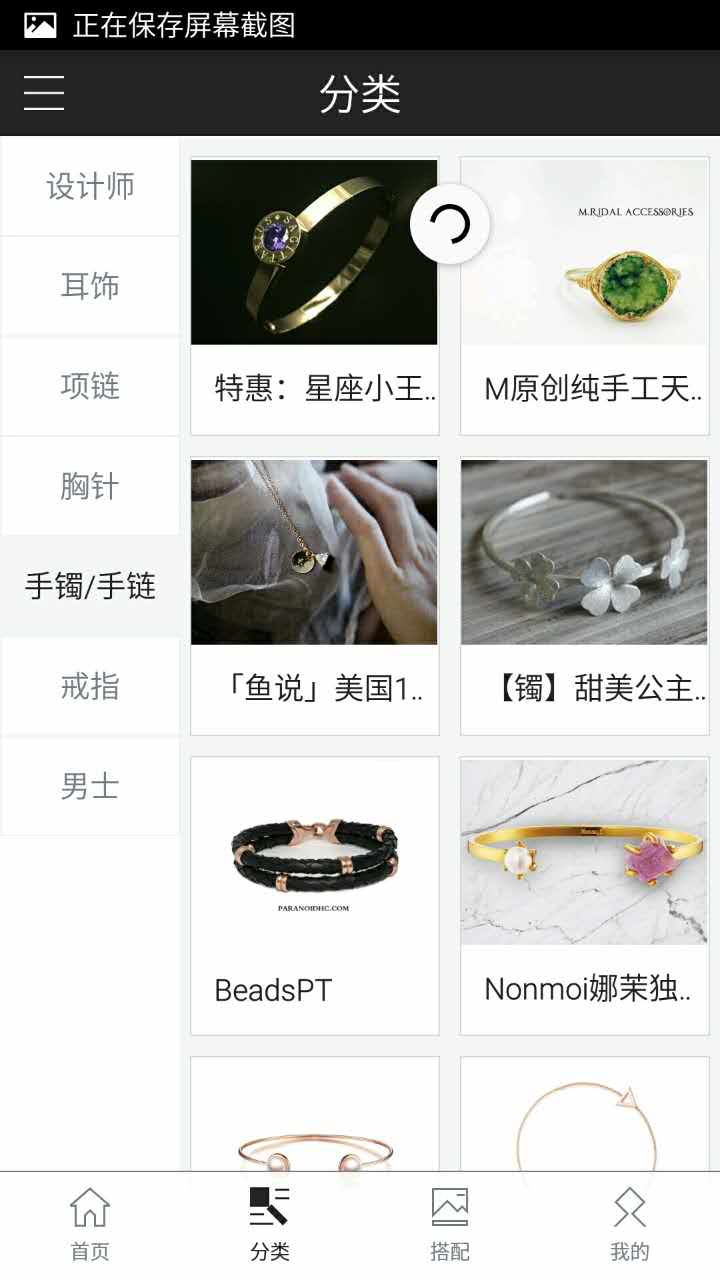 正在保存屏幕截图
分类
设计师
耳饰
项链
胸针
手镯/手链
戒指
男士
SAGITTARIUS
特惠：星座小王..
M.RIDAL ACCESSORIES
M原创纯手工天..
「鱼说」美国1..
【镯】甜美公主..
PARANOIDHC.COM
BeadsPT
Nonmoi娜茉独..
首页
分类
搭配
我的